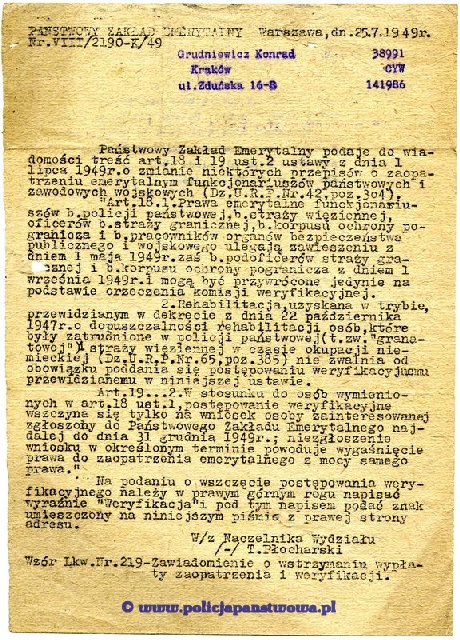 PAŃSTWOWY ZAKŁAD EMERYTALNY Warszawa,dn.25.7.1949r.
Nr.VIII/2190-K/49
Grudniewicz Konrad 38991
Kraków CYW
ul.Zduńska 16-8 141986
Państwowy Zakład Emerytalny podaje do wia-
domości treść art.18 i 19 ust.2 ustawy z dnia 1
lipca 1949r.o zmianie niektórych przepisów o zaopa-
trzeniu emerytalnym funkcjonariuszów państwowych i
zawodowych wojskowych (Dz.U.R.P.Nr.42,poz.304).
"Art.18.1.Prawa emerytalne funkcjonariu-
szów b.policji państwowej,b.straży więziennej,
oficerów b.straży granicznej,b.korpusu ochrony po-
granicza i b.pracowników organów bezpieczeństwa
publicznego i wojskowego ulegają zawieszeniu z
dniem 1 maja 1949r.zaś b.podoficerów straży gra-
nicznej i b.korpusu ochrony pogranicza z dniem 1
września 1949r.i mogą być przywrócone jedynie na
podstawie orzeczenia komisji weryfikacyjnej.
2.Rehabilitacja,uzyskana w trybie,
przewidzianym w dekrecie z dnia 22 października
1947r.o dopuszczalności rehabilitacji osób,które
były zatrudnione w policji państwowej(t.zw."grana-
towej",straży więziennej w czasie okupacji nie-
mieckiej (Dz.U.R.P.Nr.65,poz.385) nie zwalnia od
obowiązku poddania się postępowaniu weryfikacyjnemu
przewidzianemu w niniejszej ustawie.
Art.19...2.W stosunku do osób wymienio-
nych w art.18 ust.1,postępowanie weryfikacyjne
wszczyna się tylko na wniosek osoby zainteresowanej
zgłoszony do Państwowego Zakładu Emerytalnego naj-
dalej do dnia 31 grudnia 1949r.; niezgłoszenie
wniosku w określonym terminie powoduje wygaśnięcie
prawa do zaopatrzenia emerytalnego z mocy samego
prawa."
Na podaniu o wszczęcie postępowania wery-
fikacyjnego należy w prawym górnym rogu napisać
wyraźnie "Weryfikacja"i pod tym napisem podać znak
umieszczony na niniejszym piśmie z prawej strony
adresu.
W/z Naczelnika Wydziału
/-/ T.Dłocharski
Wzór Lkw.Nr.219-Zawiadomienie o wstrzymaniu wypła-
ty zaopatrzenia i weryfikacji.
© www.policjapanstwowa.pl